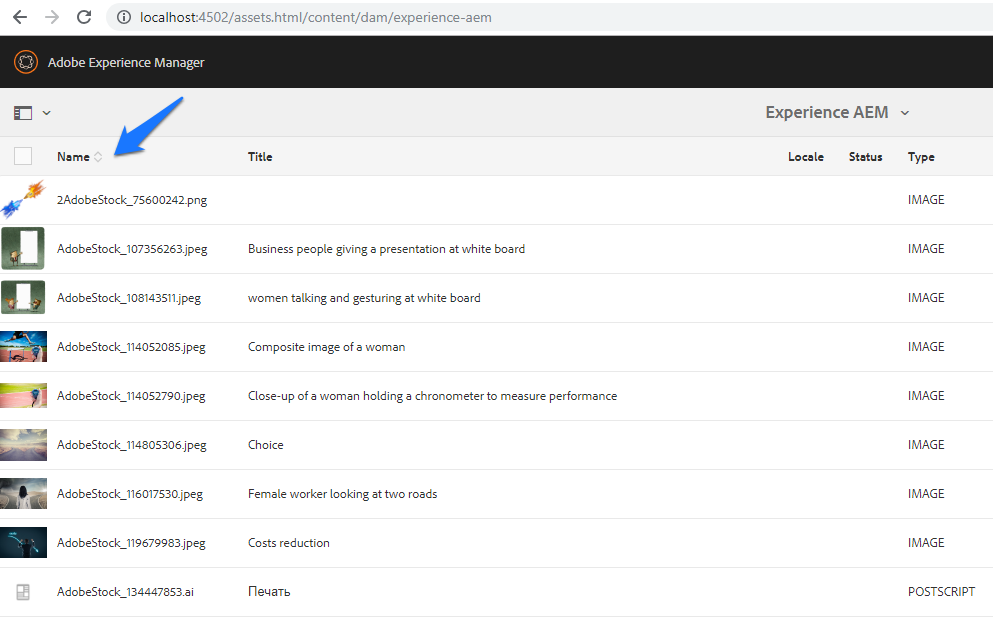 localhost:4502/assets.html/content/dam/experience-aem
Adobe Experience Manager
Experience AEM
Name Title Locale Status Type
2AdobeStock_75600242.png IMAGE
AdobeStock_107356263.jpeg Business people giving a presentation at white board IMAGE
AdobeStock_108143511.jpeg women talking and gesturing at white board IMAGE
AdobeStock_114052085.jpeg Composite image of a woman IMAGE
AdobeStock_114052790.jpeg Close-up of a woman holding a chronometer to measure performance IMAGE
AdobeStock_114805306.jpeg Choice IMAGE
AdobeStock_116017530.jpeg Female worker looking at two roads IMAGE
AdobeStock_119679983.jpeg Costs reduction IMAGE
AdobeStock_134447853.ai Печать POSTSCRIPT